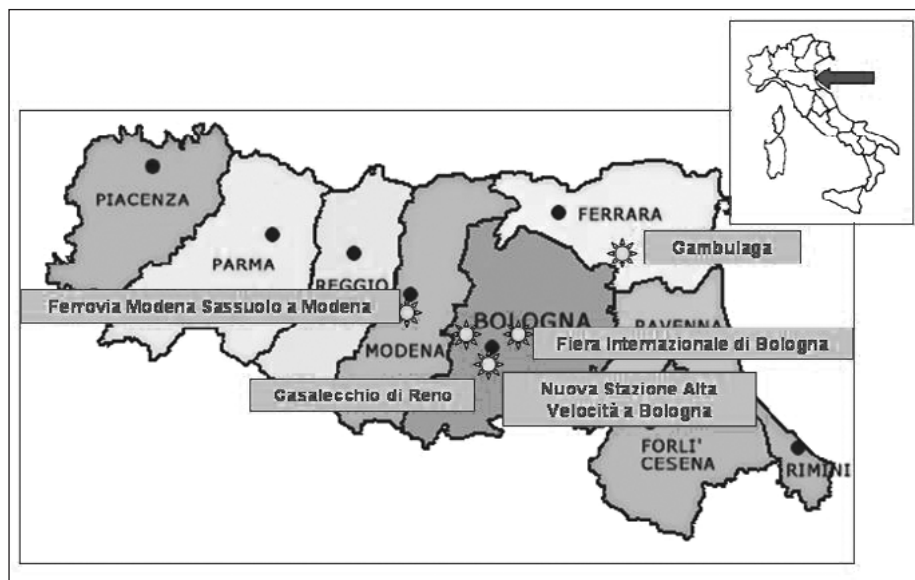 PIACENZA
FERRARA
PARMA
Gambulaga
REGGIO
Ferrovia Modena Sassuolo a Modena
BOLOGNA
RAVENNA
MODENA
Fiera Internazionale di Bologna
Casalecchio di Reno
Nuova Stazione Alta
Velocità a Bologna
FORLI'
CESENA
RIMINI